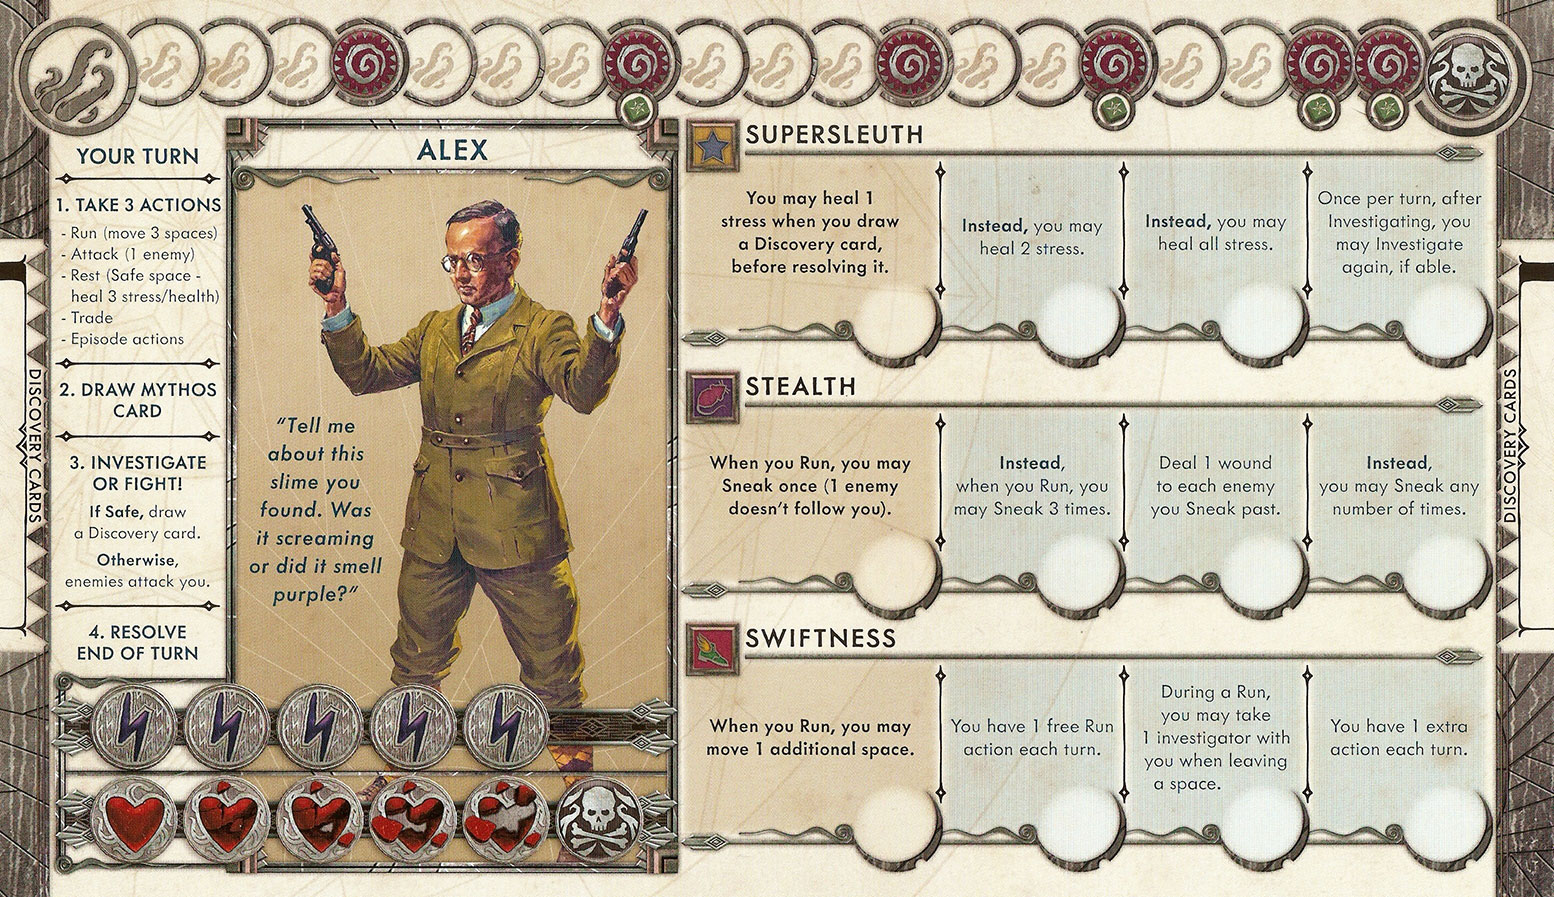 YOUR TURN
1. TAKE 3 ACTIONS
- Run (move 3 spaces)
- Attack (1 enemy)
- Rest (Safe space -
heal 3 stress/health)
- Trade
- Episode actions
2. DRAW MYTHOS
CARD
3. INVESTIGATE
OR FIGHT!
If Safe, draw
a Discovery card.
Otherwise,
enemies attack you.
4. RESOLVE
END OF TURN
DISCOVERY CARDS
ALEX
"Tell me
about this
slime you
found. Was
it screaming
or did it smell
purple?"
SUPERSLEUTH
You may heal 1
stress when you draw
a Discovery card,
before resolving it.
Instead, you may
heal 2 stress.
Instead, you may
heal all stress.
Once per turn, after
Investigating, you
may Investigate
again, if able.
STEALTH
When you Run, you may
Sneak once (1 enemy
doesn't follow you).
Instead,
when you Run, you
may Sneak 3 times.
Deal 1 wound
to each enemy
you Sneak past.
Instead,
you may Sneak any
number of times.
SWIFTNESS
When you Run, you may
move 1 additional space.
You have 1 free Run
action each turn.
During a Run,
you may take
1 investigator with
you when leaving
a space.
You have 1 extra
action each turn.
DISCOVERY CARDS